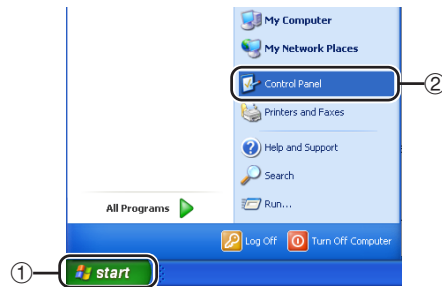 My Computer
My Network Places
Control Panel
②
Printers and Faxes
Help and Support
Search
All Programs
Run...
Log Off
Turn Off Computer
①
start